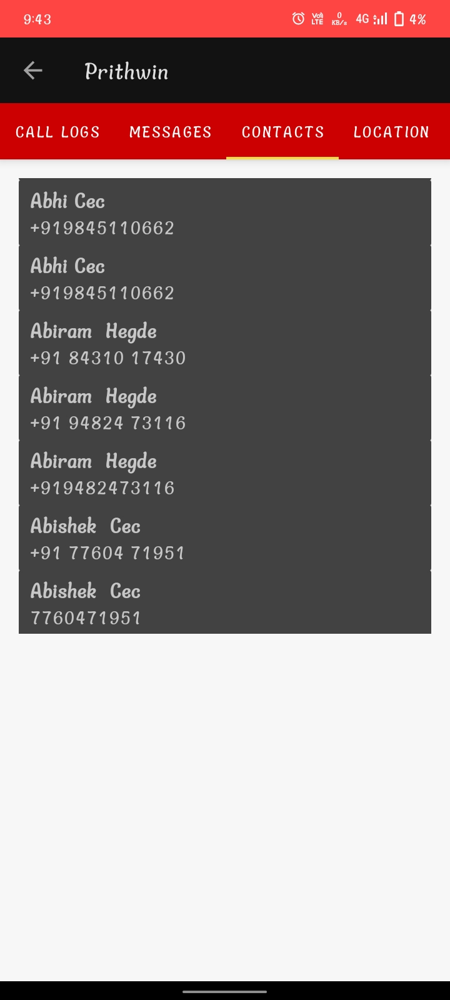 9:43 Vo)) LTE 0 KB/s 4G 4%
Prithwin
CALL LOGS MESSAGES CONTACTS LOCATION
Abhi Cec
+919845110662
Abhi Cec
+919845110662
Abiram Hegde
+91 84310 17430
Abiram Hegde
+91 94824 73116
Abiram Hegde
+919482473116
Abishek Cec
+91 77604 71951
Abishek Cec
7760471951